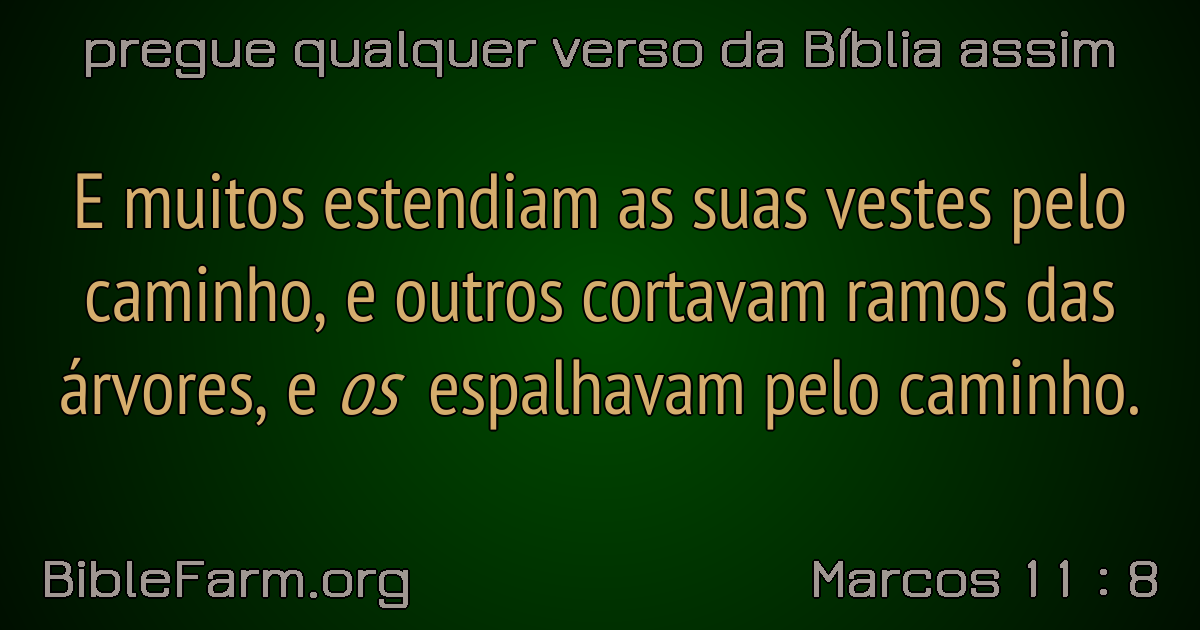 pregue qualquer verso da Bíblia assim
E muitos estendiam as suas vestes pelo
caminho, e outros cortavam ramos das
árvores, e os espalhavam pelo caminho.
BibleFarm.org
Marcos 11 : 8